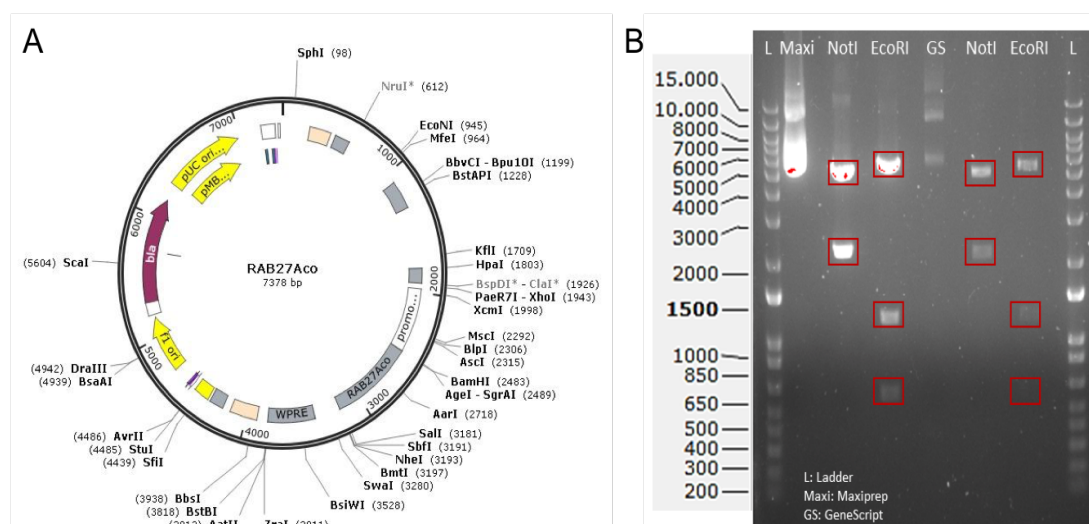 A
SphI (98)
NruI* (612)
EcoNI (945)
MfeI (964)
BbvCI - Bpu10I (1199)
BstAPI (1228)
KflI (1709)
HpaI (1803)
BspDI* - ClaI* (1926)
PaeR7I - XhoI (1943)
XcmI (1998)
MscI (2292)
BlpI (2306)
AscI (2315)
BamHI (2483)
AgeI - SgrAI (2489)
AarI (2718)
SalI (3181)
SbfI (3191)
NheI (3193)
BmtI (3197)
SwaI (3280)
BsiWI (3528)
(3938) BbsI
(3818) BstBI
(4439) SfiI
(4485) StuI
(4486) AvrII
(4939) BsaAI
(4942) DraIII
(5604) ScaI
7000
1000
2000
3000
4000
5000
6000
pUC ori...
pMB...
bla
f1 ori
WPRE
RAB27Aco
promo...
RAB27Aco
7378 bp
B
L Maxi NotI EcoRI GS NotI EcoRI L
15.000
10.000
8000
7000
6000
5000
4000
3000
2000
1500
1000
850
650
500
400
300
200
L: Ladder
Maxi: Maxiprep
GS: GeneScript